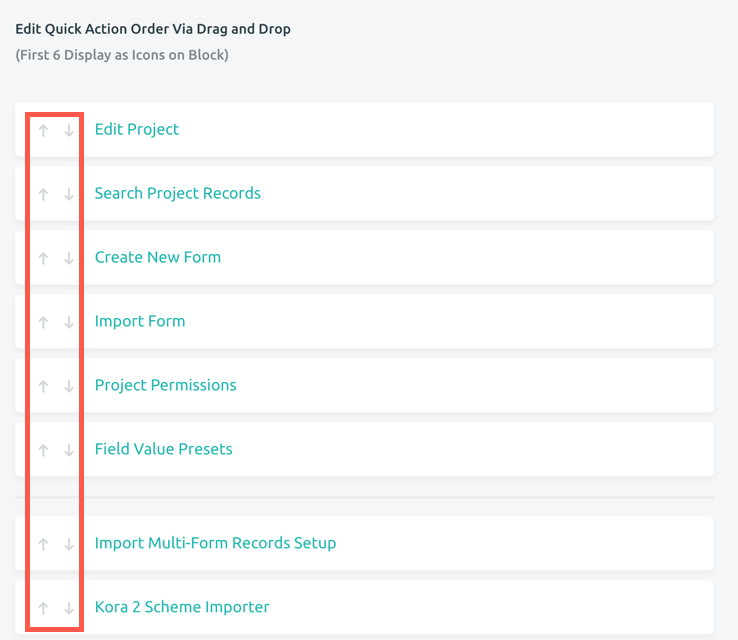 Edit Quick Action Order Via Drag and Drop
(First 6 Display as Icons on Block)
Edit Project
Search Project Records
Create New Form
Import Form
Project Permissions
Field Value Presets
Import Multi-Form Records Setup
Kora 2 Scheme Importer